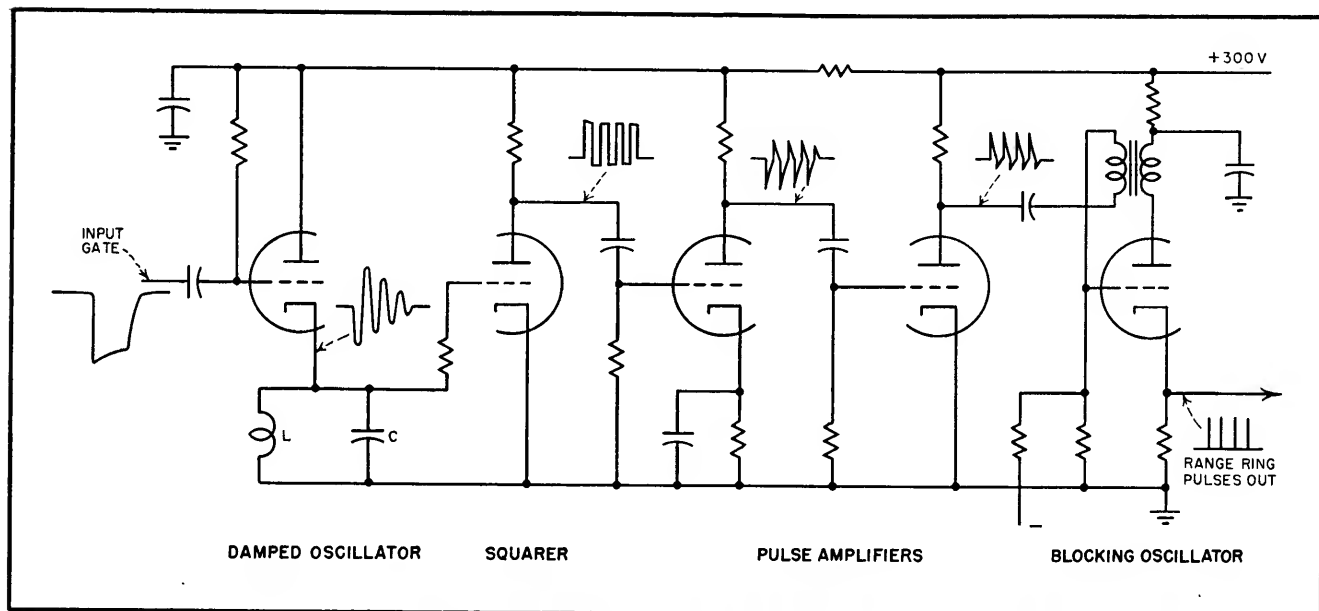 +300 V
INPUT
GATE
L
C
–
RANGE RING
PULSES OUT
DAMPED OSCILLATOR
SQUARER
PULSE AMPLIFIERS
BLOCKING OSCILLATOR